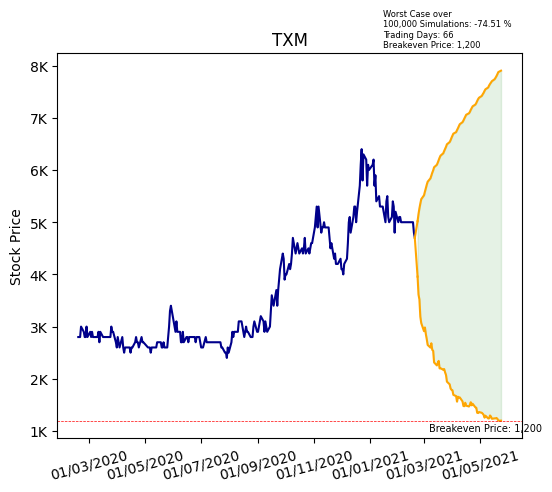 Worst Case over
100,000 Simulations: -74.51 %
Trading Days: 66
Breakeven Price: 1,200
TXM
8K
7K
6K
5K
4K
3K
2K
1K
Stock Price
Breakeven Price: 1,200
01/03/2020 01/05/2020 01/07/2020 01/09/2020 01/11/2020 01/01/2021 01/03/2021 01/05/2021